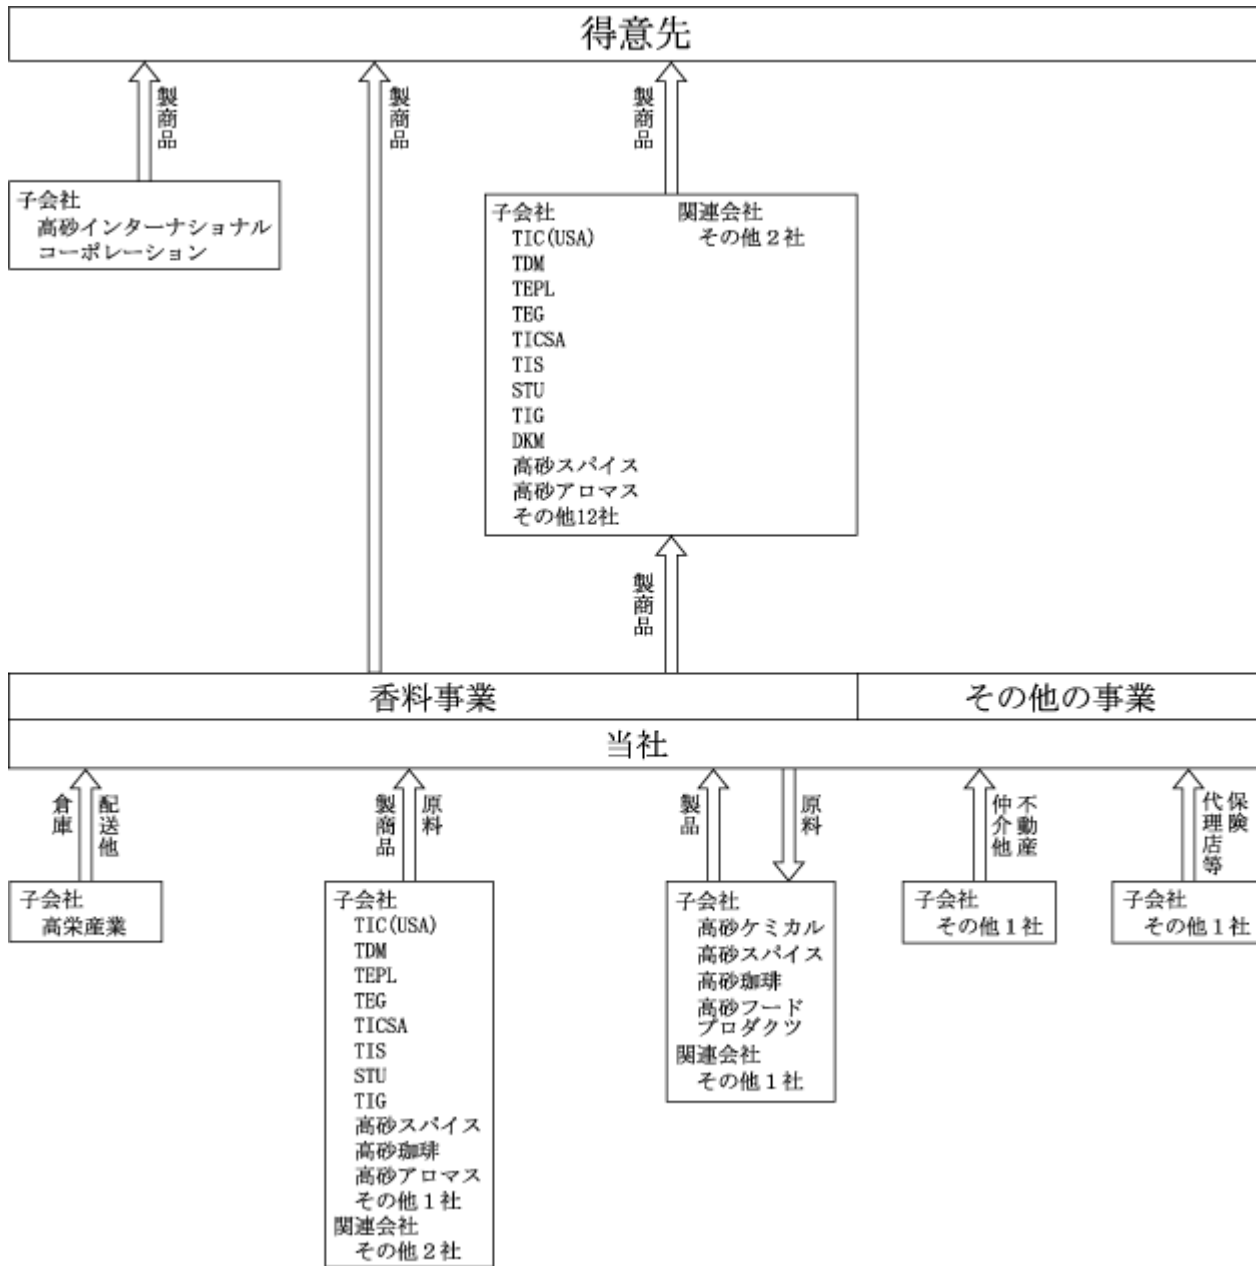 得意先
製商品
製商品
製商品
子会社
高砂インターナショナル
コーポレーション
子会社
TIC(USA)
TDM
TEPL
TEG
TICSA
TIS
STU
TIG
DKM
高砂スパイス
高砂アロマス
その他12社
関連会社
その他２社
製商品
香料事業
その他の事業
当社
倉庫
配送他
製商品
原料
製品
原料
不動産
仲介他
保険
代理店等
子会社
高栄産業
子会社
TIC(USA)
TDM
TEPL
TEG
TICSA
TIS
STU
TIG
高砂スパイス
高砂珈琲
高砂アロマス
その他１社
関連会社
その他２社
子会社
高砂ケミカル
高砂スパイス
高砂珈琲
高砂フード
プロダクツ
関連会社
その他１社
子会社
その他１社
子会社
その他１社